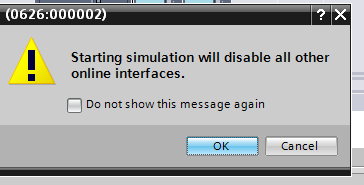 (0626:000002)
? X
Starting simulation will disable all other
online interfaces.
Do not show this message again
OK Cancel